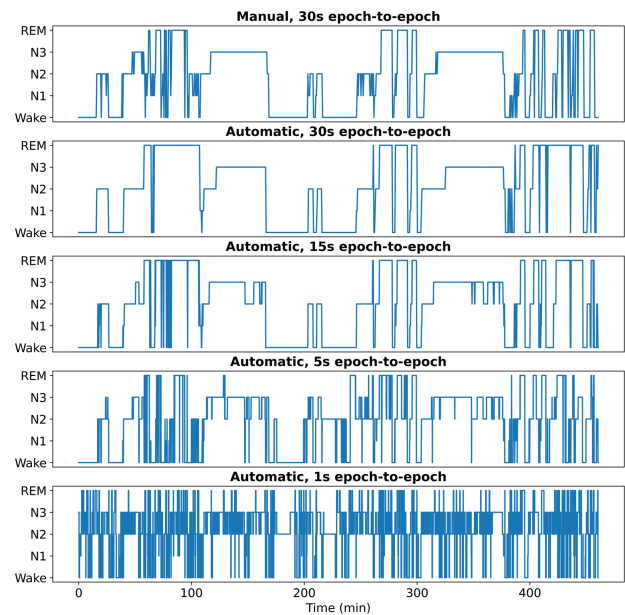 Manual, 30s epoch-to-epoch
REM
N3
N2
N1
Wake
Automatic, 30s epoch-to-epoch
REM
N3
N2
N1
Wake
Automatic, 15s epoch-to-epoch
REM
N3
N2
N1
Wake
Automatic, 5s epoch-to-epoch
REM
N3
N2
N1
Wake
Automatic, 1s epoch-to-epoch
REM
N3
N2
N1
Wake
0 100 200 300 400
Time (min)